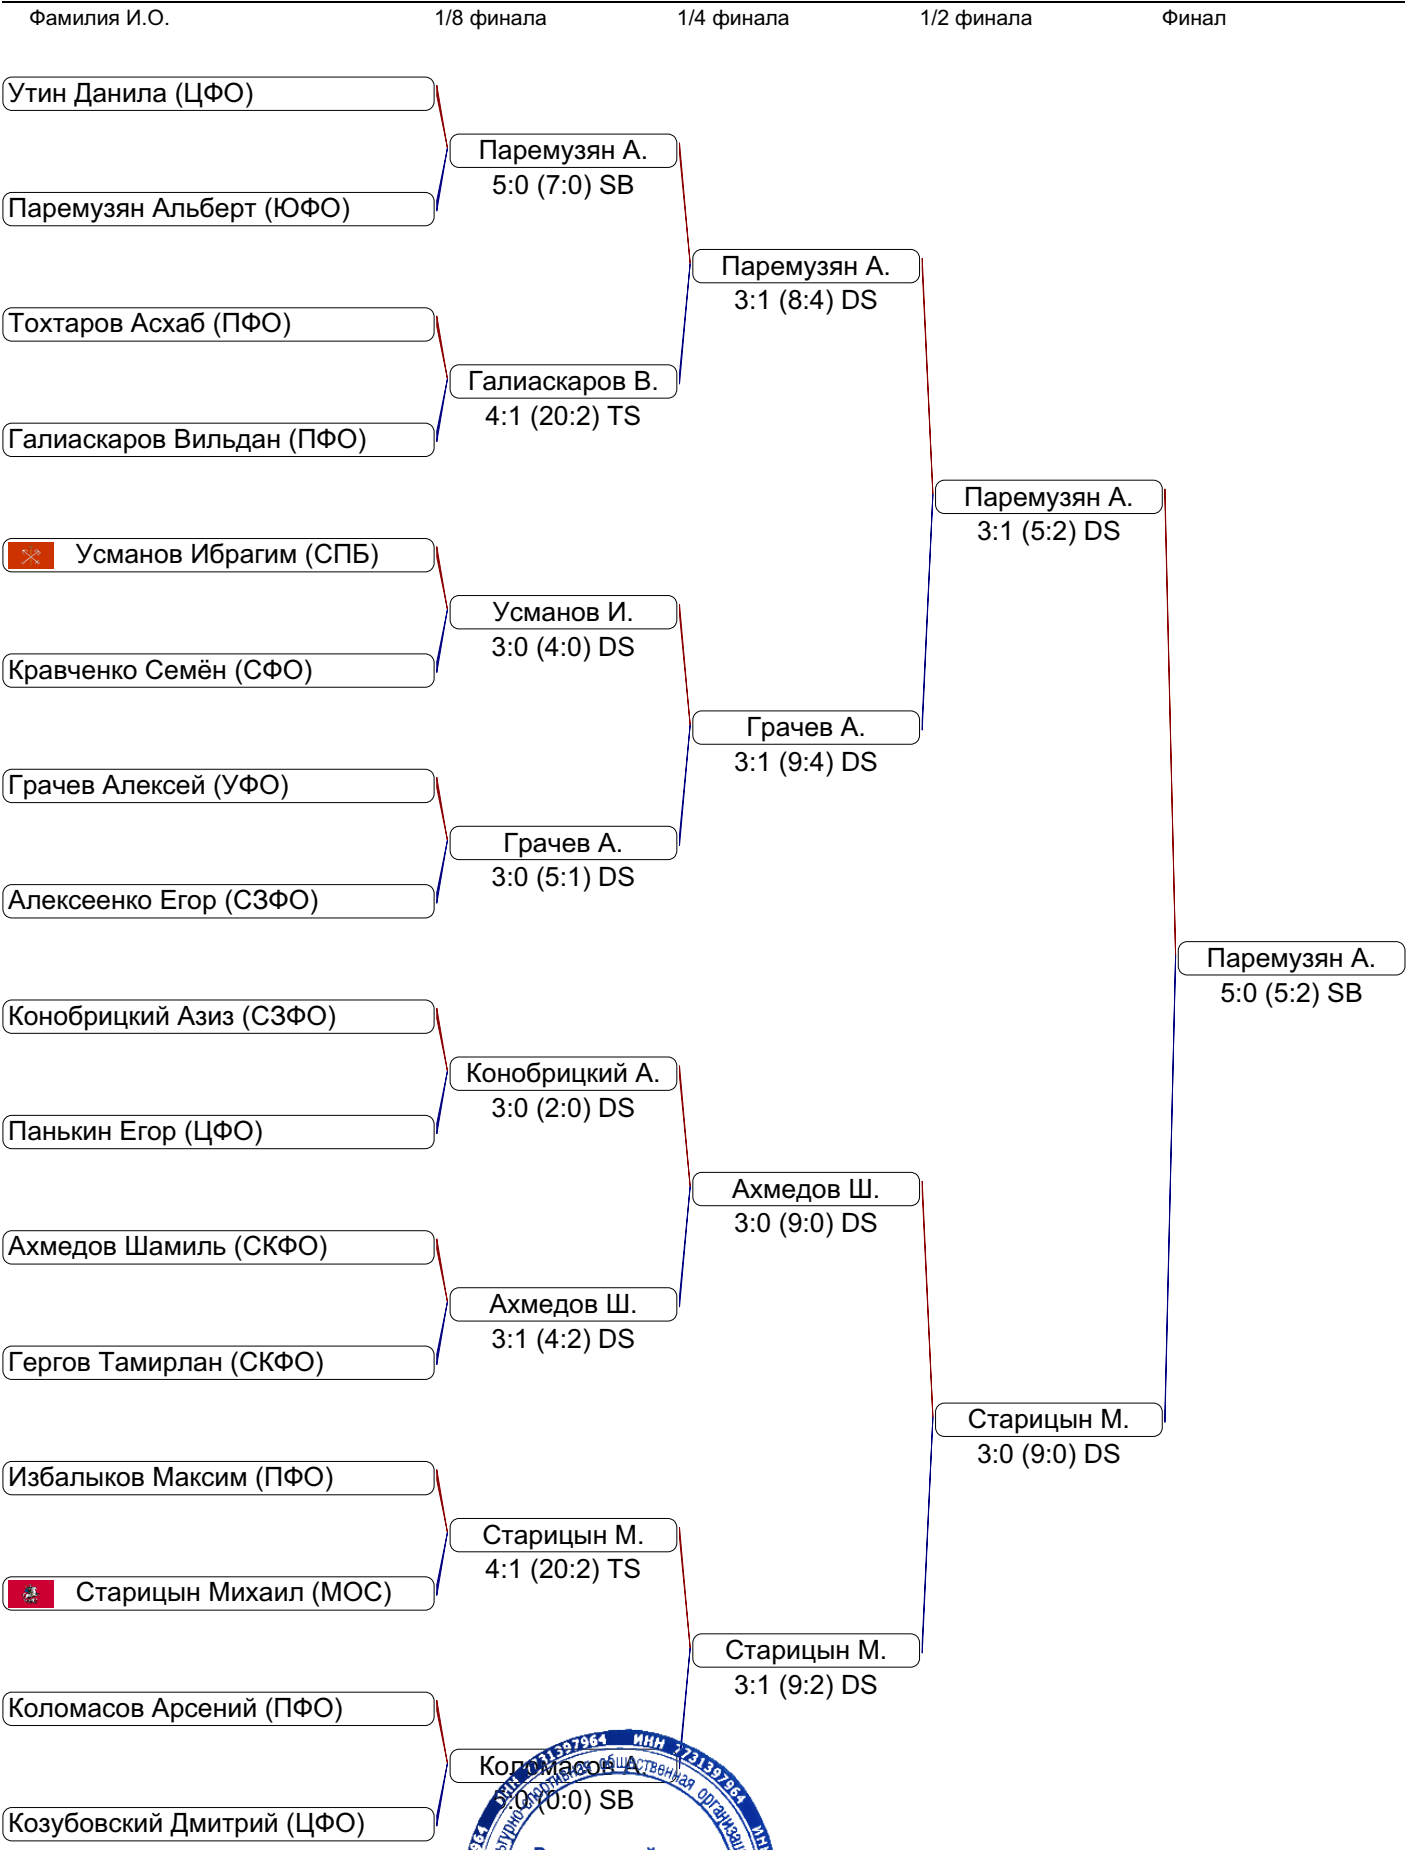 Фамилия И.О. 1/8 финала 1/4 финала 1/2 финала Финал
Утин Данила (ЦФО)
Паремузян А.
5:0 (7:0) SB
Паремузян Альберт (ЮФО)
Паремузян А.
3:1 (8:4) DS
Тохтаров Асхаб (ПФО)
Галиаскаров В.
4:1 (20:2) TS
Галиаскаров Вильдан (ПФО)
Паремузян А.
3:1 (5:2) DS
Усманов Ибрагим (СПБ)
Усманов И.
3:0 (4:0) DS
Кравченко Семён (СФО)
Грачев А.
3:1 (9:4) DS
Грачев Алексей (УФО)
Грачев А.
3:0 (5:1) DS
Алексеенко Егор (СЗФО)
Паремузян А.
5:0 (5:2) SB
Конобрицкий Азиз (СЗФО)
Конобрицкий А.
3:0 (2:0) DS
Панькин Егор (ЦФО)
Ахмедов Ш.
3:0 (9:0) DS
Ахмедов Шамиль (СКФО)
Ахмедов Ш.
3:1 (4:2) DS
Гергов Тамирлан (СКФО)
Старицын М.
3:0 (9:0) DS
Избалыков Максим (ПФО)
Старицын М.
4:1 (20:2) TS
Старицын Михаил (МОС)
Старицын М.
3:1 (9:2) DS
Коломасов Арсений (ПФО)
Коломасов А.
5:0 (0:0) SB
Козубовский Дмитрий (ЦФО)
ИНН 7731397964
общественная